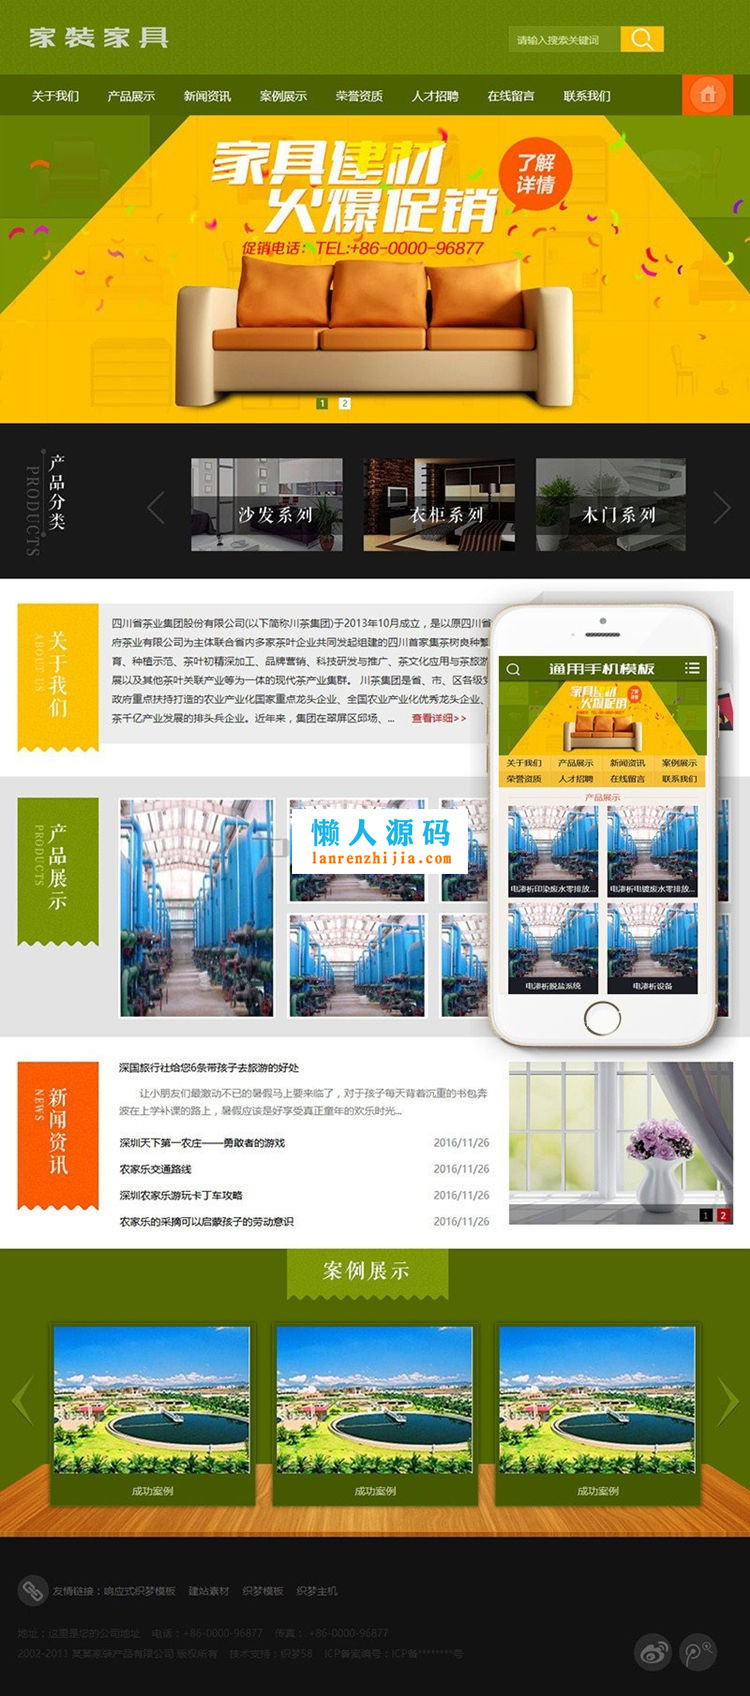 家装家具
请输入搜索关键词
关于我们 产品展示 新闻资讯 案例展示 荣誉资质 人才招聘 在线留言 联系我们
家具建材
火爆促销
了解
详情
促销电话：TEL:+86-0000-96877
1 2
产品分类
PRODUCTS
沙发系列
衣柜系列
木门系列
关于我们
ABOUT US
四川省茶业集团股份有限公司(以下简称川茶集团)于2013年10月成立，是以原四川省
府茶业有限公司为主体联合省内多家茶叶企业共同发起组建的四川首家集茶树良种繁
育、种植示范、茶叶初精深加工、品牌营销、科技研发与推广、茶文化应用与茶旅游
展以及其他茶叶关联产业等为一体的现代茶产业集群。 川茶集团是省、市、区各级
政府重点扶持打造的农业产业化国家重点龙头企业、全国农业产业化优秀龙头企业、
茶千亿产业发展的排头兵企业。近年来，集团在翠屏区邱场、... 查看详细>>
通用手机模板
家具建材
火爆促销
关于我们 产品展示 新闻资讯 案例展示
荣誉资质 人才招聘 在线留言 联系我们
产品展示
电渗析印染废水零排放...
电渗析电镀废水零排放...
电渗析脱盐系统
电渗析设备
产品展示
PRODUCTS
懒人源码
lanrenzhijia.com
新闻资讯
NEWS
深国旅行社给您6条带孩子去旅游的好处
让小朋友们最激动不已的暑假马上要来临了，对于孩子每天背着沉重的书包奔
波在上学补课的路上，暑假应该是好享受真正童年的欢乐时光...
深圳天下第一农庄——勇敢者的游戏 2016/11/26
农家乐交通路线 2016/11/26
深圳农家乐游玩卡丁车攻略 2016/11/26
农家乐的采摘可以启蒙孩子的劳动意识 2016/11/26
1 2
案例展示
成功案例
成功案例
成功案例
友情链接：响应式织梦模板 建站素材 织梦模板 织梦主机
地址：这里是您的公司地址 电话：+86-0000-96877 传真：+86-0000-96877
2002-2011 某某家装产品有限公司 版权所有 技术支持：织梦58 ICP备案编号：ICP备********号